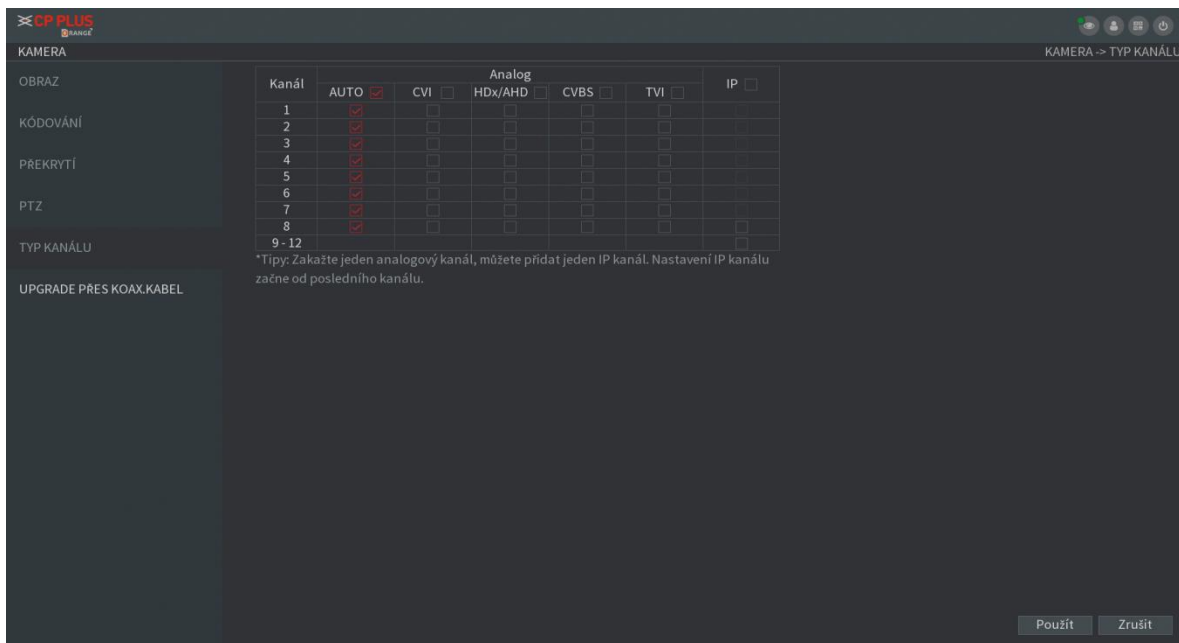 CP PLUS
ORANGE
KAMERA
KAMERA -> TYP KANÁLU
OBRAZ
KÓDOVÁNÍ
PŘEKRYTÍ
PTZ
TYP KANÁLU
UPGRADE PŘES KOAX.KABEL
Kanál Analog IP
AUTO CVI HDx/AHD CVBS TVI
1
2
3
4
5
6
7
8
9 - 12
*Tipy: Zakažte jeden analogový kanál, můžete přidat jeden IP kanál. Nastavení IP kanálu
začne od posledního kanálu.
Použít Zrušit